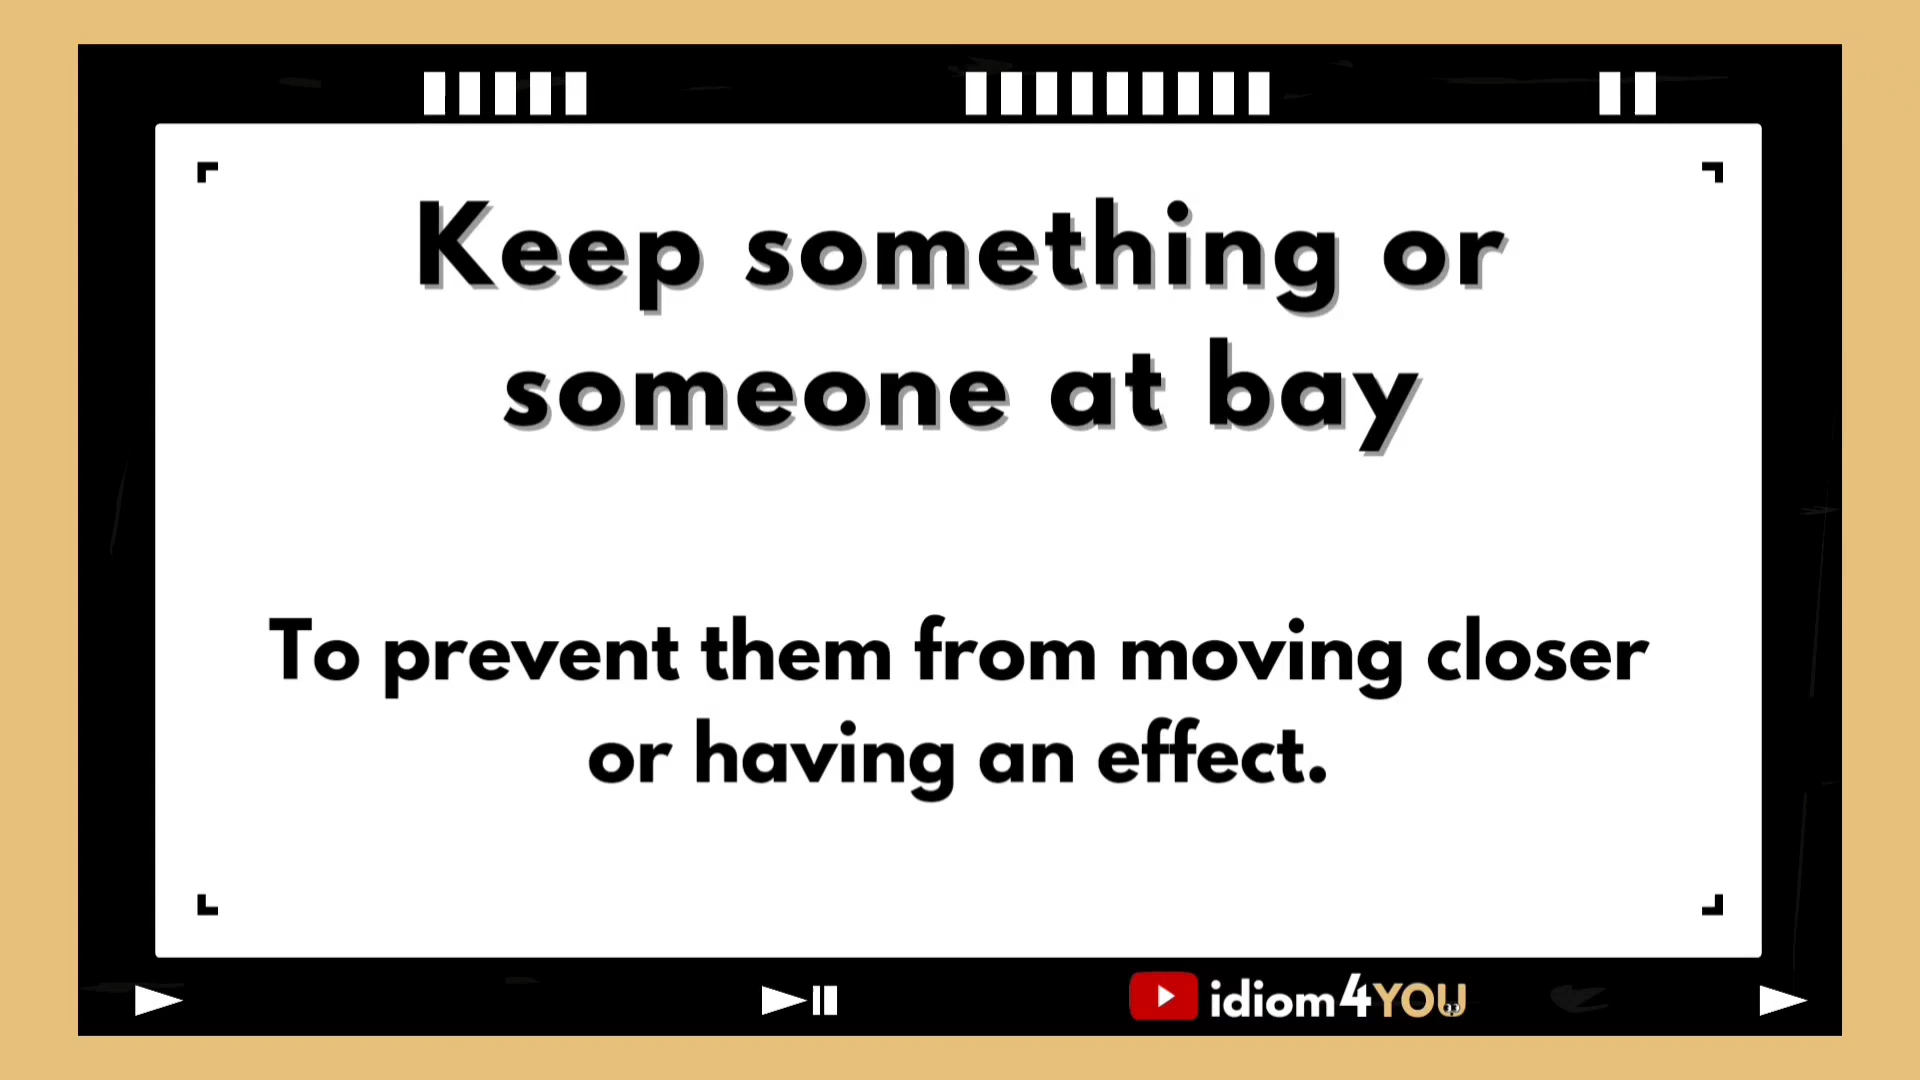 Keep something or
someone at bay
To prevent them from moving closer
or having an effect.
idiom4YOU